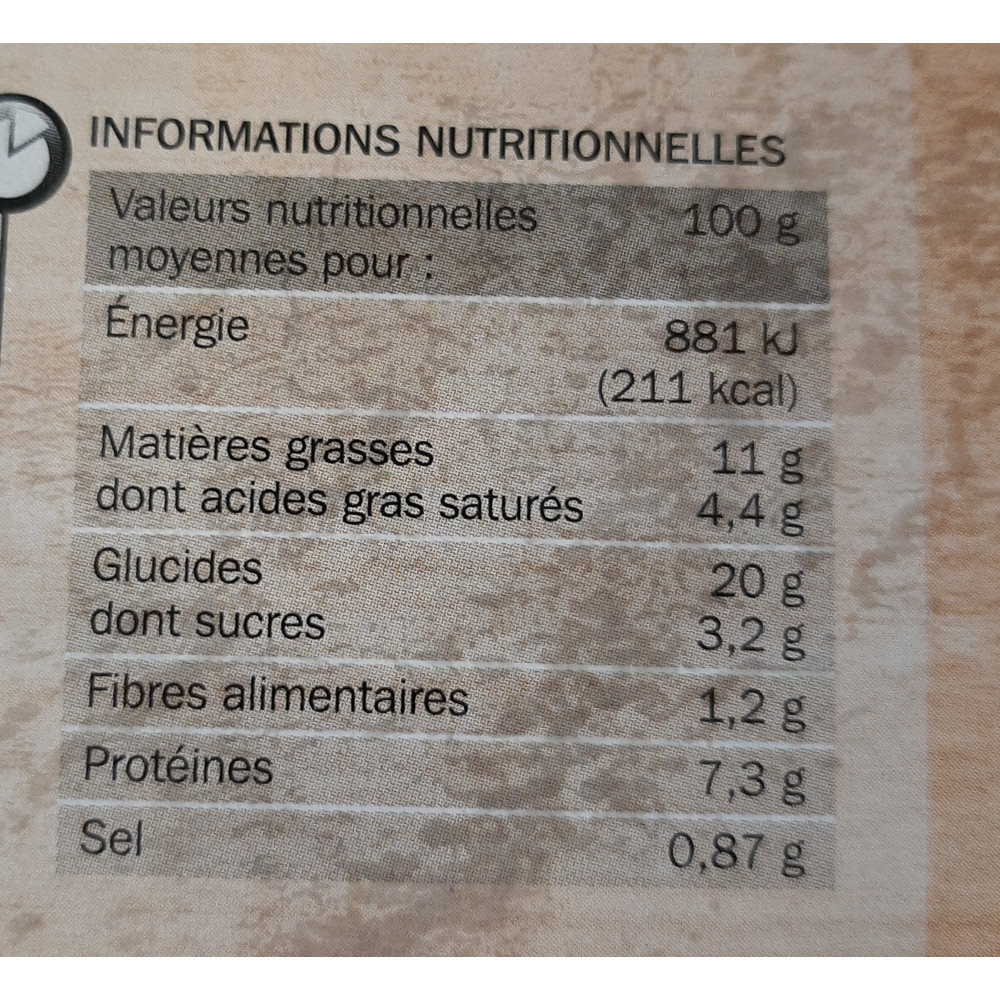 INFORMATIONS NUTRITIONNELLES
Valeurs nutritionnelles 100 g
moyennes pour :
Énergie 881 kJ
(211 kcal)
Matières grasses 11 g
dont acides gras saturés 4,4 g
Glucides 20 g
dont sucres 3,2 g
Fibres alimentaires 1,2 g
Protéines 7,3 g
Sel 0,87 g